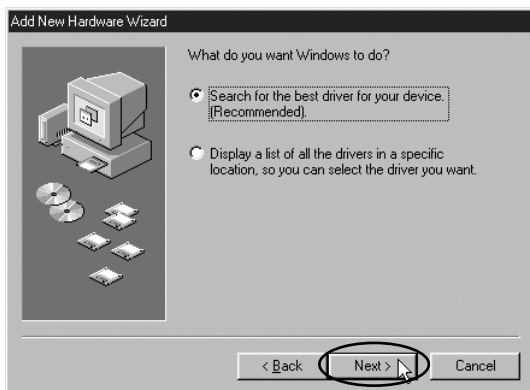 Add New Hardware Wizard
What do you want Windows to do?
Search for the best driver for your device.
(Recommended).
Display a list of all the drivers in a specific
location, so you can select the driver you want.
< Back
Next >
Cancel